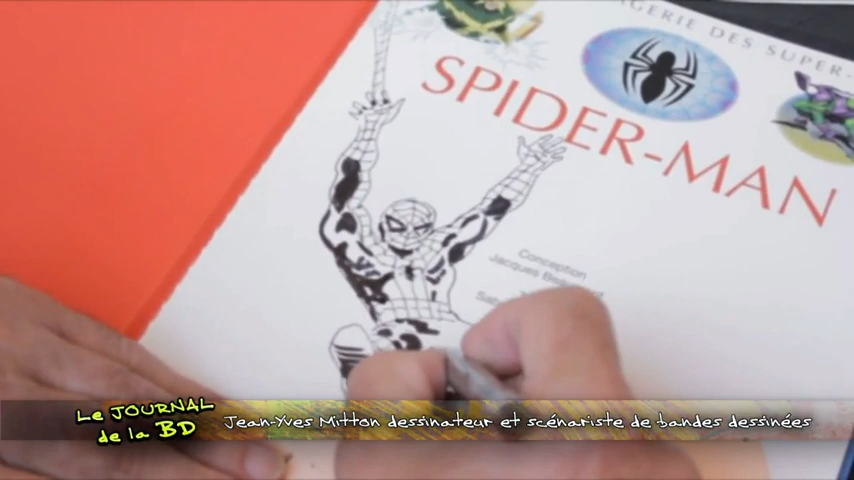 GERIE DES SUPER-
SPIDER-MAN
Conception
Jacques
Le JOURNAL
de la BD
Jean-Yves Mitton dessinateur et scénariste de bandes dessinées